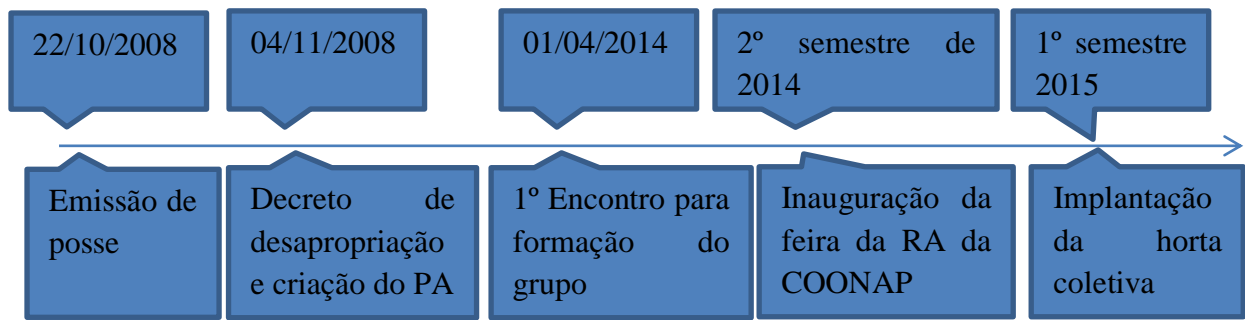 22/10/2008
04/11/2008
01/04/2014
2º semestre de
2014
1º semestre
2015
Emissão de
posse
Decreto de
desapropriação
e criação do PA
1º Encontro para
formação do
grupo
Inauguração da
feira da RA da
COONAP
Implantação
da horta
coletiva